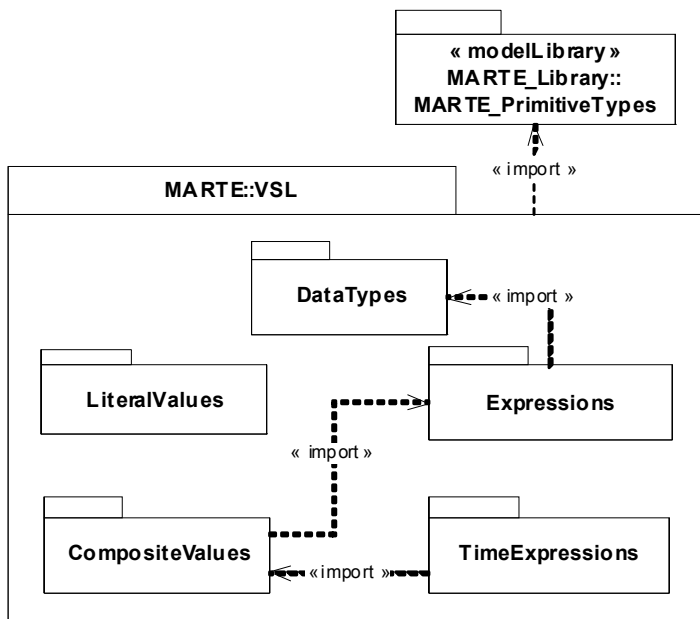 « modelLibrary »
MARTE_Library::
MARTE_PrimitiveTypes
« import »
MARTE::VSL
DataTypes
« import »
LiteralValues
Expressions
« import »
CompositeValues
« import »
TimeExpressions